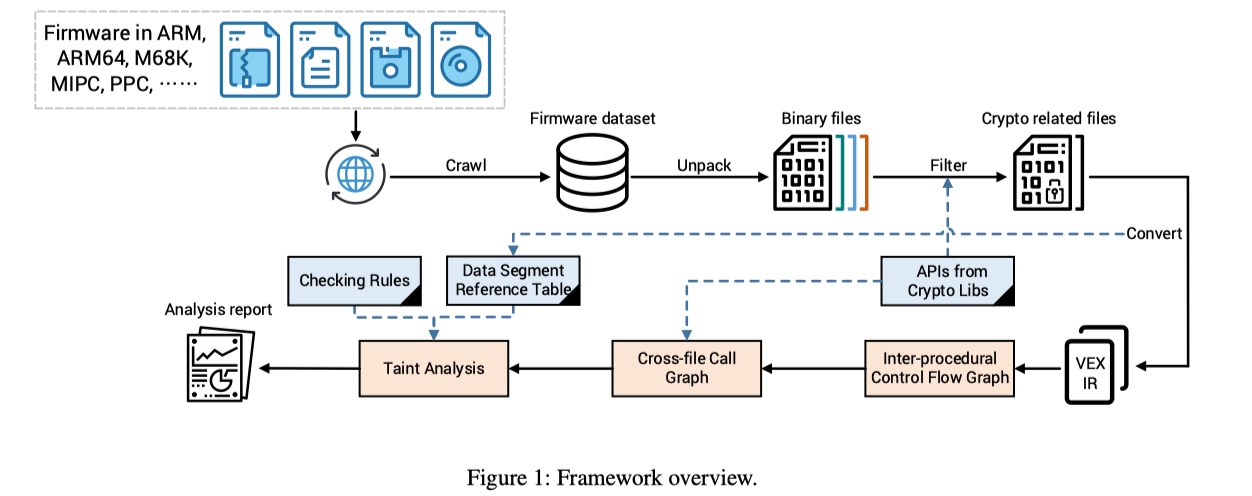 Firmware in ARM,
ARM64, M68K,
MIPC, PPC, ⋯⋯
Firmware dataset
Binary files
Crypto related files
Crawl
Unpack
Filter
0101
1001
0110
0101
10
01
Convert
Checking Rules
Data Segment
Reference Table
APIs from
Crypto Libs
Analysis report
Taint Analysis
Cross-file Call
Graph
Inter-procedural
Control Flow Graph
VEX
IR
Figure 1: Framework overview.